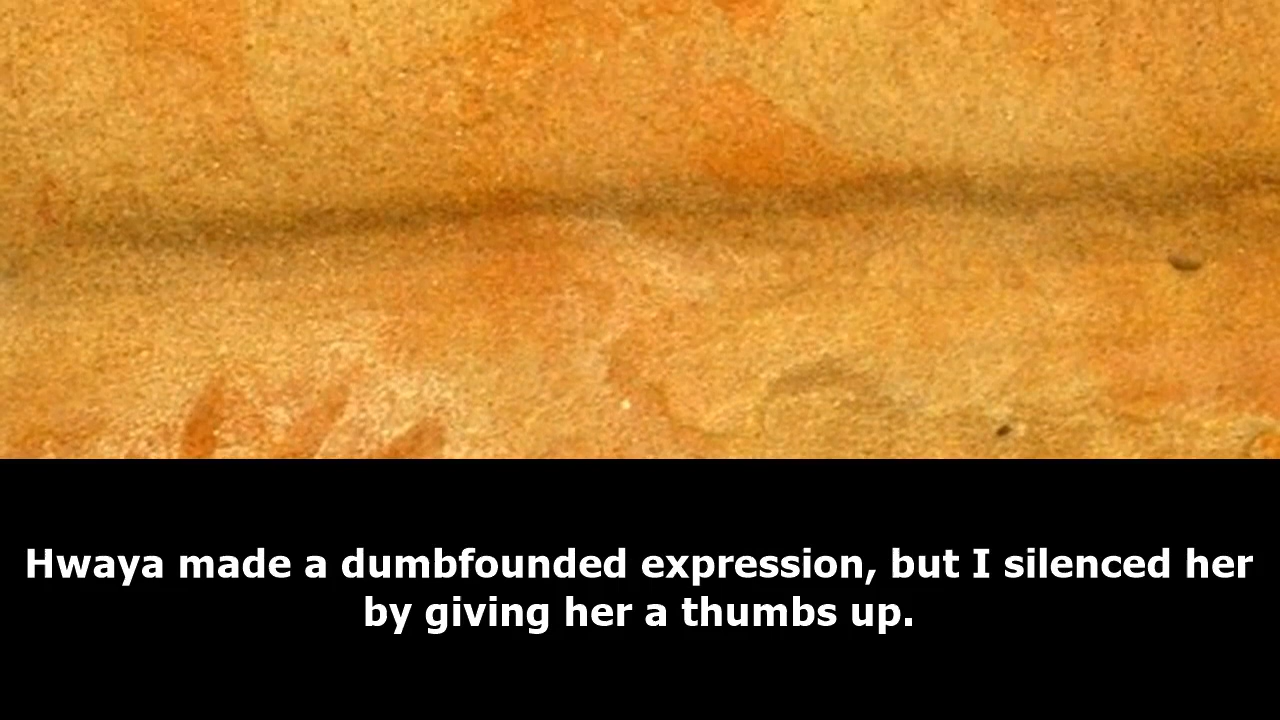 Hwaya made a dumbfounded expression, but I silenced her
by giving her a thumbs up.